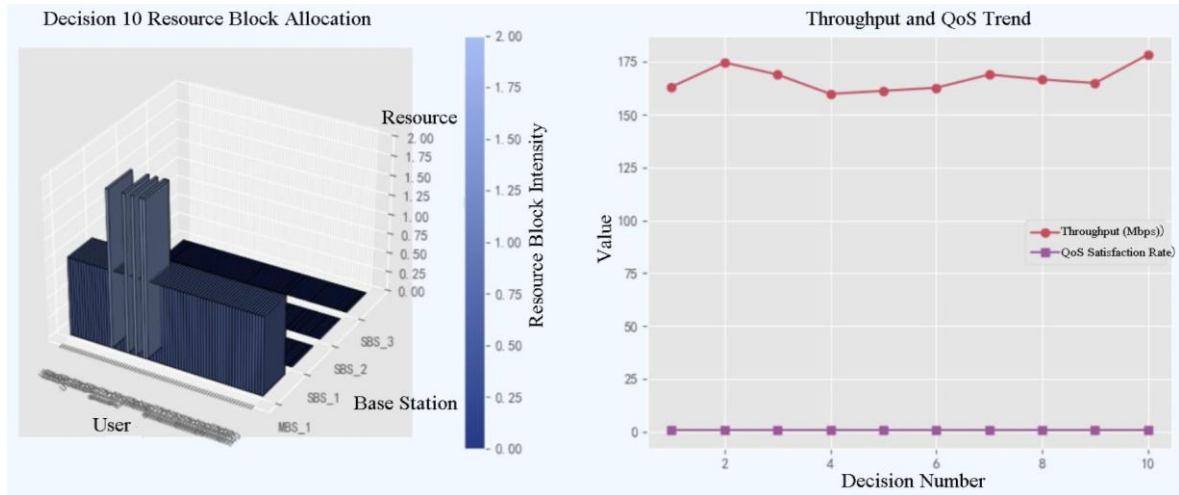 Decision 10 Resource Block Allocation
Resource
2.00
1.75
1.50
1.25
1.00
0.75
0.50
0.25
0.00
SBS_3
SBS_2
SBS_1
MBS_1
Base Station
User
2.00
1.75
1.50
1.25
1.00
0.75
0.50
0.25
0.00
Resource Block Intensity
Throughput and QoS Trend
175
150
125
100
75
50
25
0
Value
Throughput (Mbps))
QoS Satisfaction Rate)
2 4 6 8 10
Decision Number